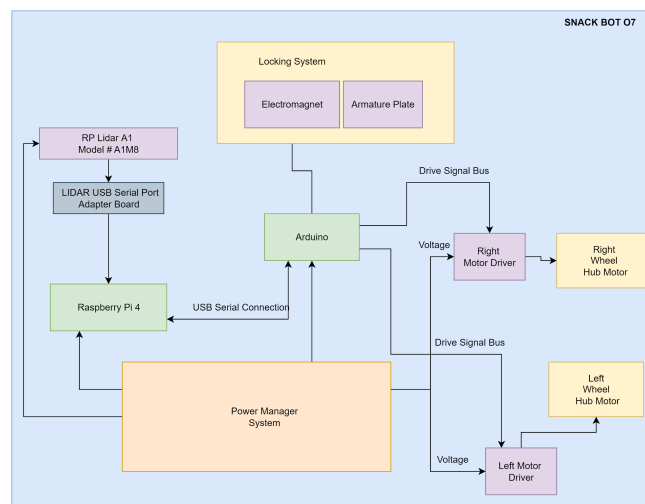 SNACK BOT O7
Locking System
Electromagnet
Armature Plate
RP Lidar A1
Model # A1M8
LIDAR USB Serial Port
Adapter Board
Drive Signal Bus
Arduino
Voltage
Right
Motor Driver
Right
Wheel
Hub Motor
Raspberry Pi 4
USB Serial Connection
Drive Signal Bus
Power Manager
System
Left
Wheel
Hub Motor
Voltage
Left Motor
Driver